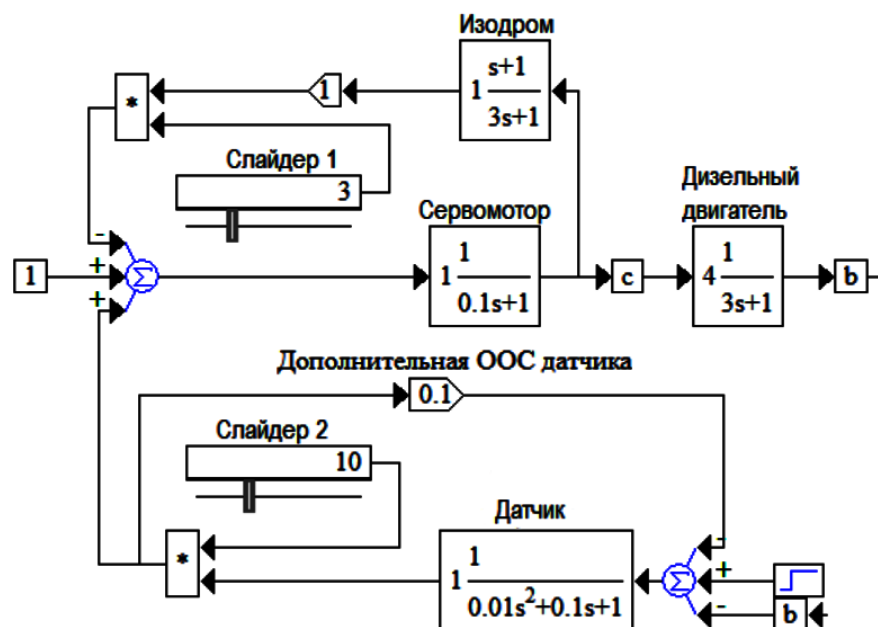 Изодром
s+1
1
3s+1
1
*
Слайдер 1
3
Сервомотор
1
1
0.1s+1
Дизельный
двигатель
1
4
3s+1
-
+
+
1
Σ
c
b
Дополнительная ООС датчика
0.1
Слайдер 2
10
*
Датчик
1
1
0.01s²+0.1s+1
Σ
-
+
-
b